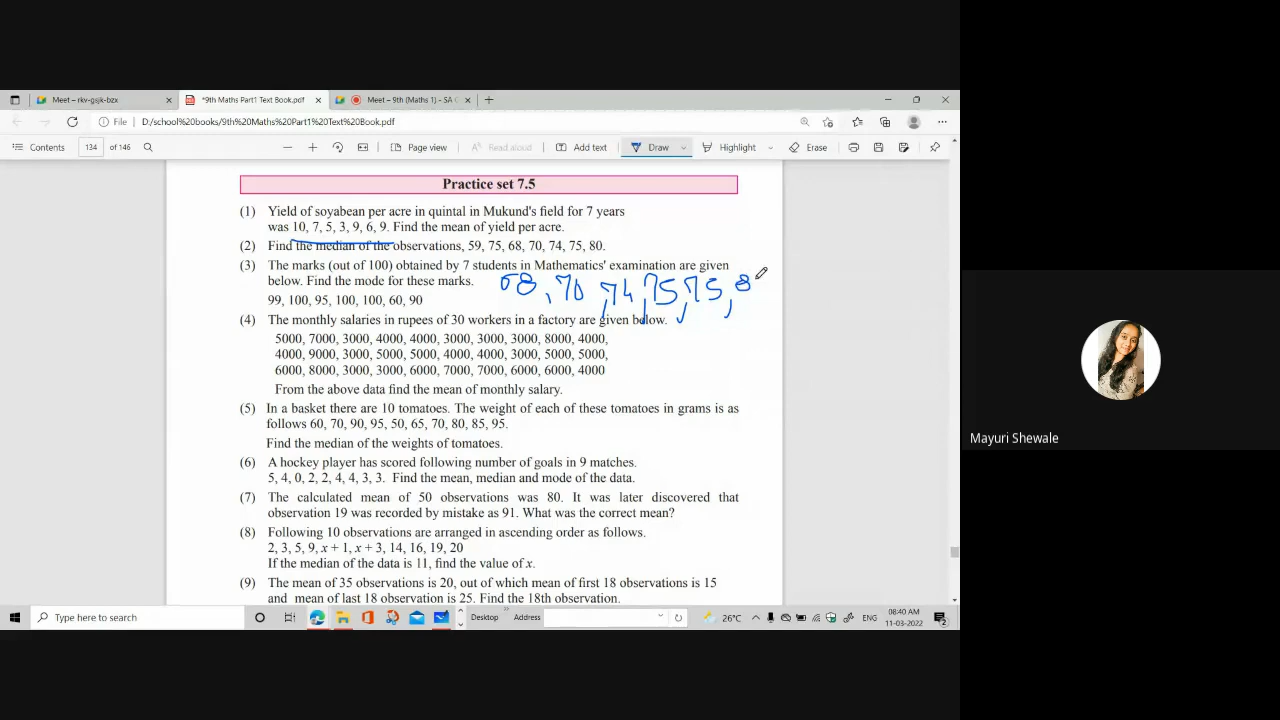 Meet – rkv-gsjk-bzx
*9th Maths Part1 Text Book.pdf
Meet – 9th (Maths 1) - SA
File D:/school%20books/9th%20Maths%20Part1%20Text%20Book.pdf
Contents 134 of 146 Page view Read aloud Add text Draw Highlight Erase
Practice set 7.5
(1) Yield of soyabean per acre in quintal in Mukund's field for 7 years
was 10, 7, 5, 3, 9, 6, 9. Find the mean of yield per acre.
(2) Find the median of the observations, 59, 75, 68, 70, 74, 75, 80.
(3) The marks (out of 100) obtained by 7 students in Mathematics' examination are given
below. Find the mode for these marks.
68, 70, 74, 75, 75, 8
99, 100, 95, 100, 100, 60, 90
(4) The monthly salaries in rupees of 30 workers in a factory are given below.
5000, 7000, 3000, 4000, 4000, 3000, 3000, 3000, 8000, 4000,
4000, 9000, 3000, 5000, 5000, 4000, 4000, 3000, 5000, 5000,
6000, 8000, 3000, 3000, 6000, 7000, 7000, 6000, 6000, 4000
From the above data find the mean of monthly salary.
(5) In a basket there are 10 tomatoes. The weight of each of these tomatoes in grams is as
follows 60, 70, 90, 95, 50, 65, 70, 80, 85, 95.
Find the median of the weights of tomatoes.
(6) A hockey player has scored following number of goals in 9 matches.
5, 4, 0, 2, 2, 4, 4, 3, 3. Find the mean, median and mode of the data.
(7) The calculated mean of 50 observations was 80. It was later discovered that
observation 19 was recorded by mistake as 91. What was the correct mean?
(8) Following 10 observations are arranged in ascending order as follows.
2, 3, 5, 9, x + 1, x + 3, 14, 16, 19, 20
If the median of the data is 11, find the value of x.
(9) The mean of 35 observations is 20, out of which mean of first 18 observations is 15
and mean of last 18 observation is 25. Find the 18th observation.
Mayuri Shewale
Type here to search
Desktop
Address
26°C
ENG
08:40 AM
11-03-2022
2